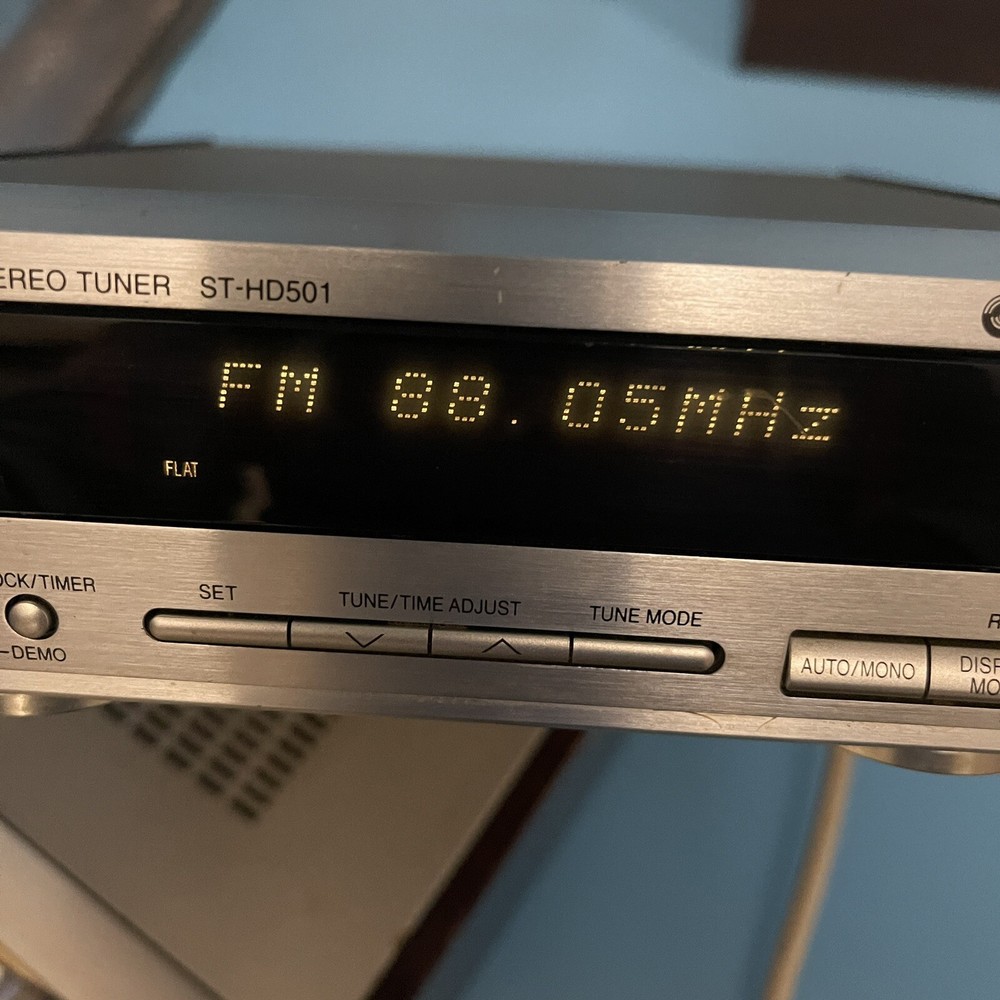 EREO TUNER ST-HD501
FM 88.05MHz
FLAT
OCK/TIMER
SET
TUNE/TIME ADJUST
TUNE MODE
–DEMO
AUTO/MONO
R
DISP
MO